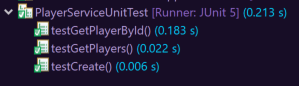 PlayerServiceUnitTest [Runner: JUnit 5] (0.213 s)
testGetPlayerById() (0.183 s)
testGetPlayers() (0.022 s)
testCreate() (0.006 s)